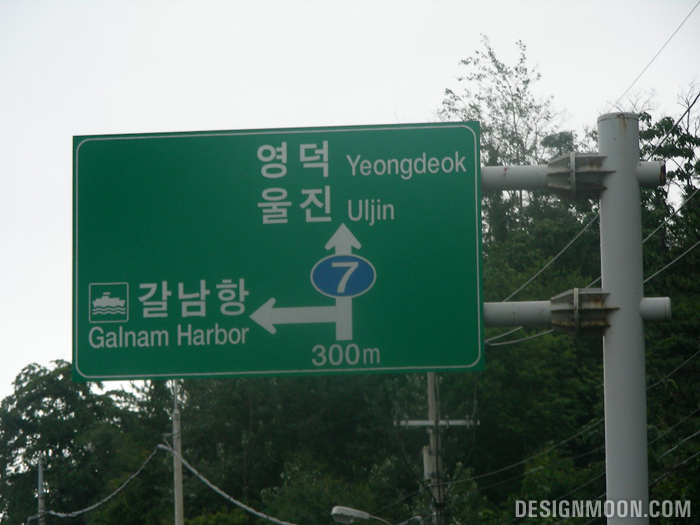 영덕 Yeongdeok
울진 Uljin
7
갈남항
Galnam Harbor
300m
DESIGNMOON.COM